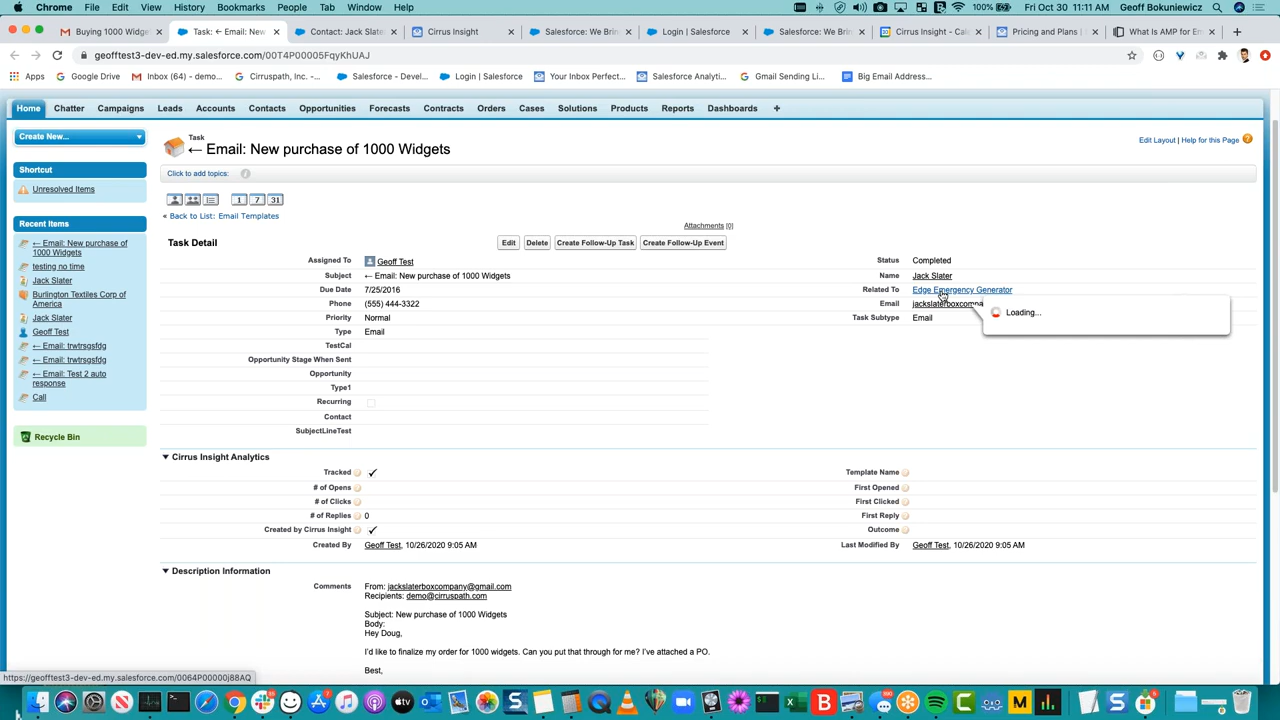 Chrome File Edit View History Bookmarks People Tab Window Help 100% Fri Oct 30 11:11 AM Geoff Bokuniewicz
Buying 1000 Widgets Task: ← Email: New Contact: Jack Slater Cirrus Insight Salesforce: We Brin Login | Salesforce Salesforce: We Brin Cirrus Insight - Cale Pricing and Plans | What Is AMP for Em
geofftest3-dev-ed.my.salesforce.com/00T4P00005FqyKhUAJ
Apps Google Drive Inbox (64) - demo... Cirruspath, Inc. -... Salesforce - Devel... Login | Salesforce Your Inbox Perfect... Salesforce Analyti... Gmail Sending Li... Big Email Address...
Home Chatter Campaigns Leads Accounts Contacts Opportunities Forecasts Contracts Orders Cases Solutions Products Reports Dashboards +
Create New...
Shortcut
Unresolved Items
Recent Items
← Email: New purchase of
1000 Widgets
testing no time
Jack Slater
Burlington Textiles Corp of
America
Jack Slater
Geoff Test
← Email: trwtrsgsfdg
← Email: trwtrsgsfdg
← Email: Test 2 auto
response
Call
Recycle Bin
Task
← Email: New purchase of 1000 Widgets
Edit Layout | Help for this Page ?
Click to add topics: i
1 7 31
« Back to List: Email Templates
Attachments [0]
Task Detail Edit Delete Create Follow-Up Task Create Follow-Up Event
Assigned To Geoff Test Status Completed
Subject ← Email: New purchase of 1000 Widgets Name Jack Slater
Due Date 7/25/2016 Related To Edge Emergency Generator
Phone (555) 444-3322 Email jackslaterboxcompa
Loading...
Priority Normal Task Subtype Email
Type Email
TestCal
Opportunity Stage When Sent
Opportunity
Type1
Recurring
Contact
SubjectLineTest
Cirrus Insight Analytics
Tracked ✓ Template Name
# of Opens First Opened
# of Clicks First Clicked
# of Replies 0 First Reply
Created by Cirrus Insight ✓ Outcome
Created By Geoff Test, 10/26/2020 9:05 AM Last Modified By Geoff Test, 10/26/2020 9:05 AM
Description Information
Comments From: jackslaterboxcompany@gmail.com
Recipients: demo@cirruspath.com
Subject: New purchase of 1000 Widgets
Body:
Hey Doug,
I'd like to finalize my order for 1000 widgets. Can you put that through for me? I've attached a PO.
Best,
https://geofftest3-dev-ed.my.salesforce.com/0064P00000j88AQ